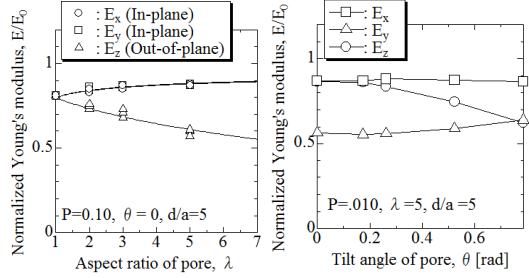 : Ex (In-plane)
: Ey (In-plane)
: Ez (Out-of-plane)
Normalized Young's modulus, E/E0
1
0.5
0
1 2 3 4 5 6 7
P=0.10, θ = 0, d/a=5
Aspect ratio of pore, λ
: Ex
: Ey
: Ez
Normalized Young's modulus, E/E0
1
0.5
0
0 0.2 0.4 0.6
P=.010, λ=5, d/a =5
Tilt angle of pore, θ [rad]